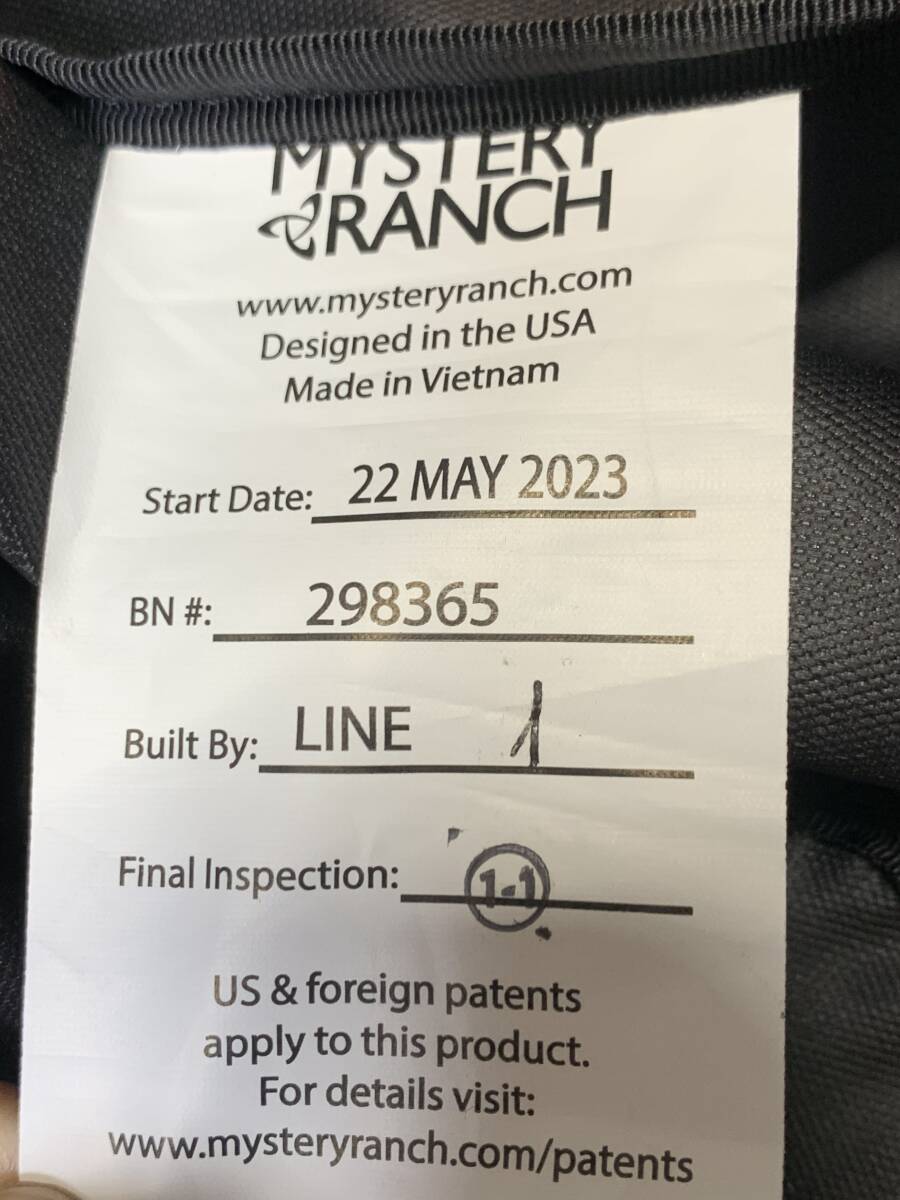 MYSTERY
RANCH
www.mysteryranch.com
Designed in the USA
Made in Vietnam
Start Date: 22 MAY 2023
BN #: 298365
Built By: LINE 1
Final Inspection: 1-1
US & foreign patents
apply to this product.
For details visit:
www.mysteryranch.com/patents